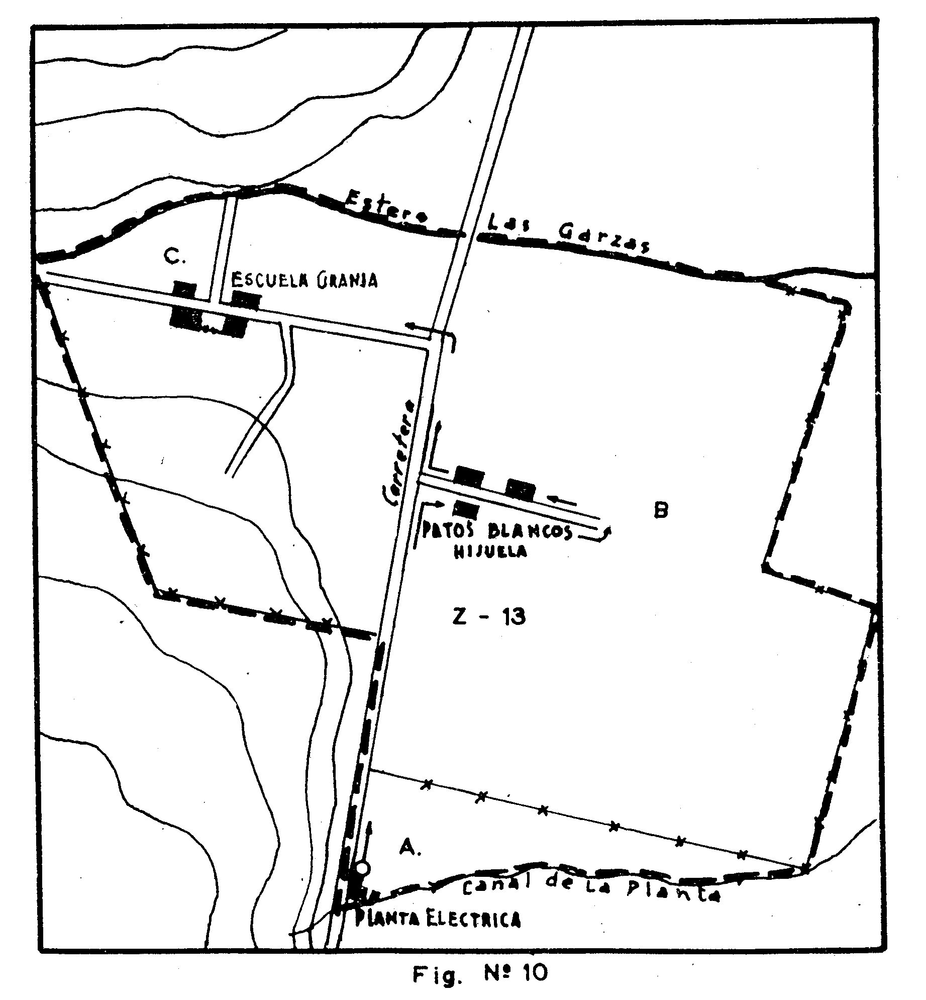 Estero Las Garzas
C.
ESCUELA GRANJA
Carretera
B
PATOS BLANCOS
HIJUELA
Z - 13
A.
Canal de La Planta
PLANTA ELECTRICA
Fig. Nº 10